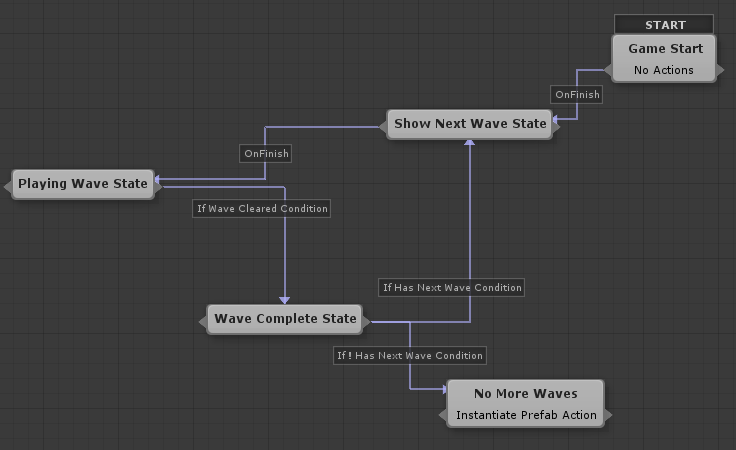 START
Game Start
No Actions
OnFinish
Show Next Wave State
OnFinish
Playing Wave State
If Wave Cleared Condition
If Has Next Wave Condition
Wave Complete State
If ! Has Next Wave Condition
No More Waves
Instantiate Prefab Action